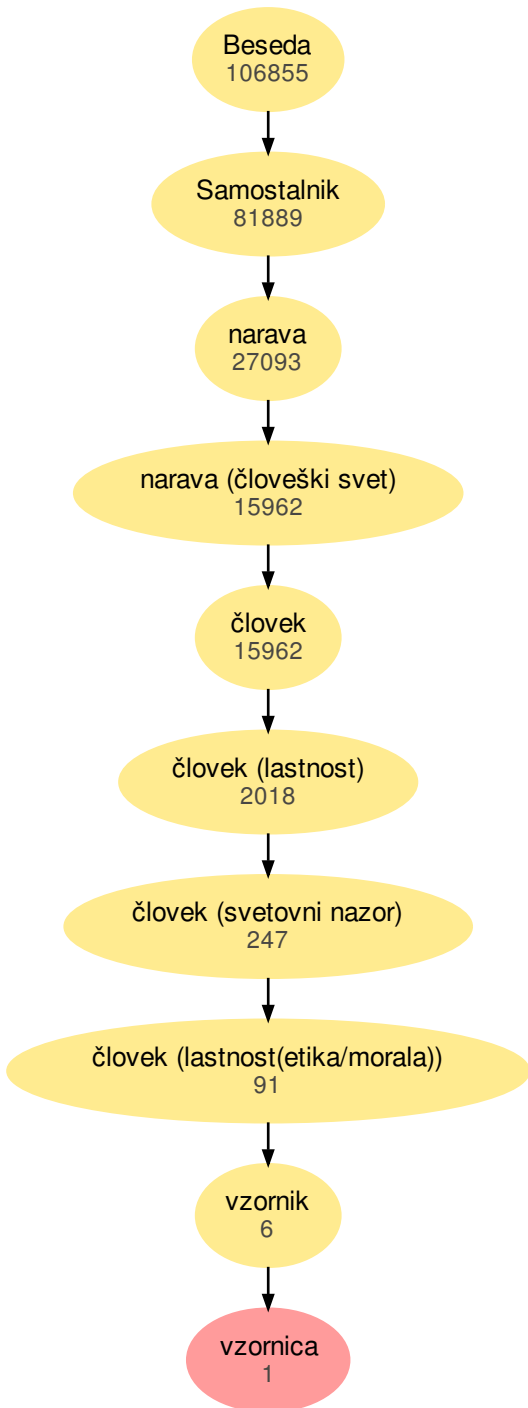 Beseda
106855
Samostalnik
81889
narava
27093
narava (človeški svet)
15962
človek
15962
človek (lastnost)
2018
človek (svetovni nazor)
247
človek (lastnost(etika/morala))
91
vzornik
6
vzornica
1